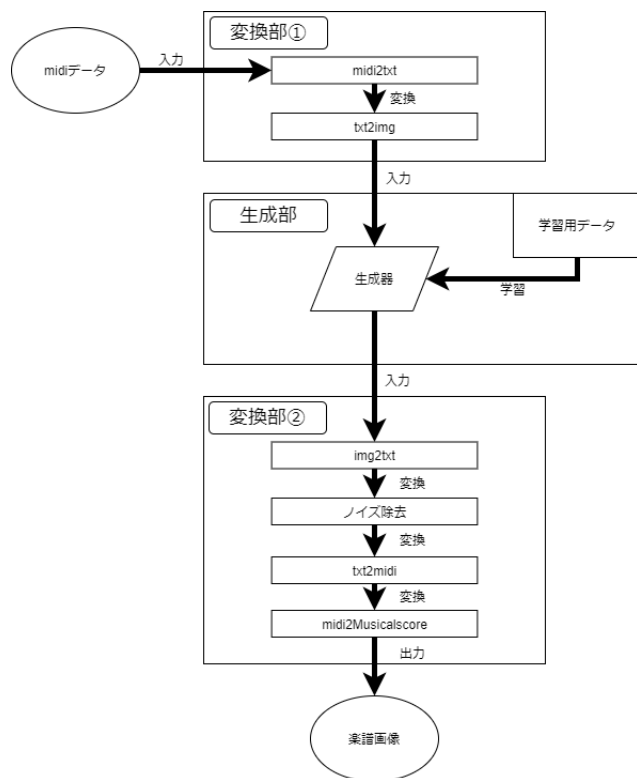 変換部①
midiデータ
入力
midi2txt
変換
txt2img
入力
生成部
学習用データ
生成器
学習
入力
変換部②
img2txt
変換
ノイズ除去
変換
txt2midi
変換
midi2Musicalscore
出力
楽譜画像